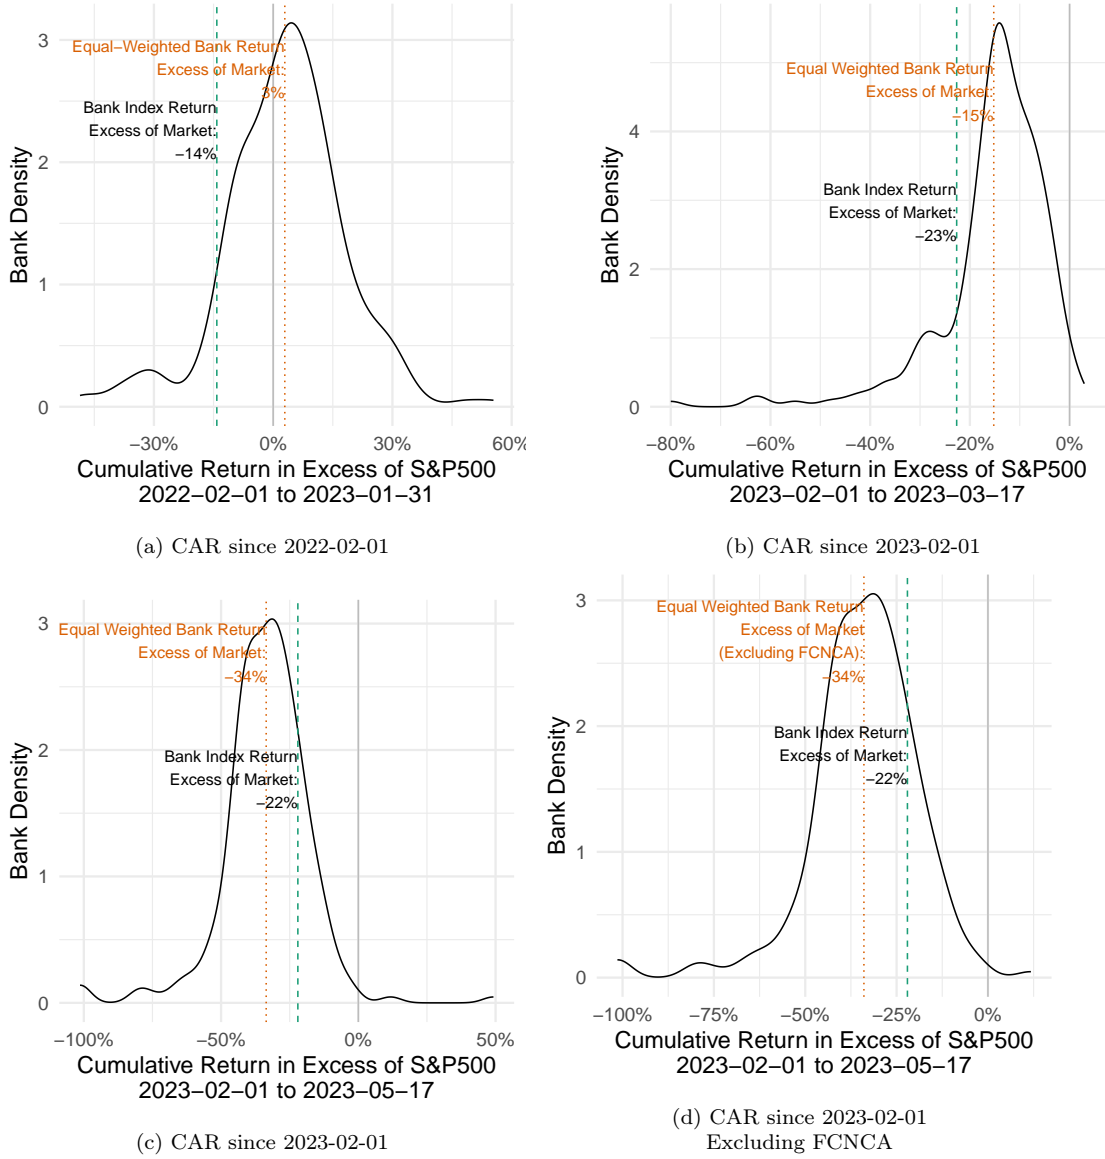 Equal−Weighted Bank Return
Excess of Market:
3%
Bank Index Return
Excess of Market:
−14%
Bank Density
3
2
1
0
−30%
0%
30%
60%
Cumulative Return in Excess of S&P500
2022−02−01 to 2023−01−31
(a) CAR since 2022-02-01
Equal Weighted Bank Return
Excess of Market:
−15%
Bank Index Return
Excess of Market:
−23%
Bank Density
4
2
0
−80%
−60%
−40%
−20%
0%
Cumulative Return in Excess of S&P500
2023−02−01 to 2023−03−17
(b) CAR since 2023-02-01
Equal Weighted Bank Return
Excess of Market:
−34%
Bank Index Return
Excess of Market:
−22%
Bank Density
3
2
1
0
−100%
−50%
0%
50%
Cumulative Return in Excess of S&P500
2023−02−01 to 2023−05−17
(c) CAR since 2023-02-01
Equal Weighted Bank Return
Excess of Market
(Excluding FCNCA):
−34%
Bank Index Return
Excess of Market:
−22%
Bank Density
3
2
1
0
−100%
−75%
−50%
−25%
0%
Cumulative Return in Excess of S&P500
2023−02−01 to 2023−05−17
(d) CAR since 2023-02-01
Excluding FCNCA